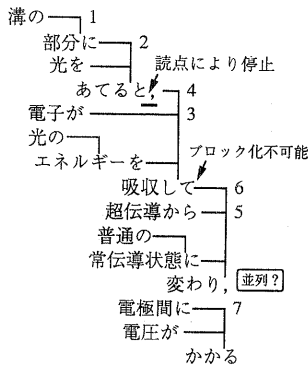 溝の 1
部分に 2
光を 読点により停止
あてると, 4
電子が 3
光の
エネルギーを ブロック化不可能
吸収して 6
超伝導から 5
普通の
常伝導状態に
変わり, 並列？
電極間に 7
電圧が
かかる